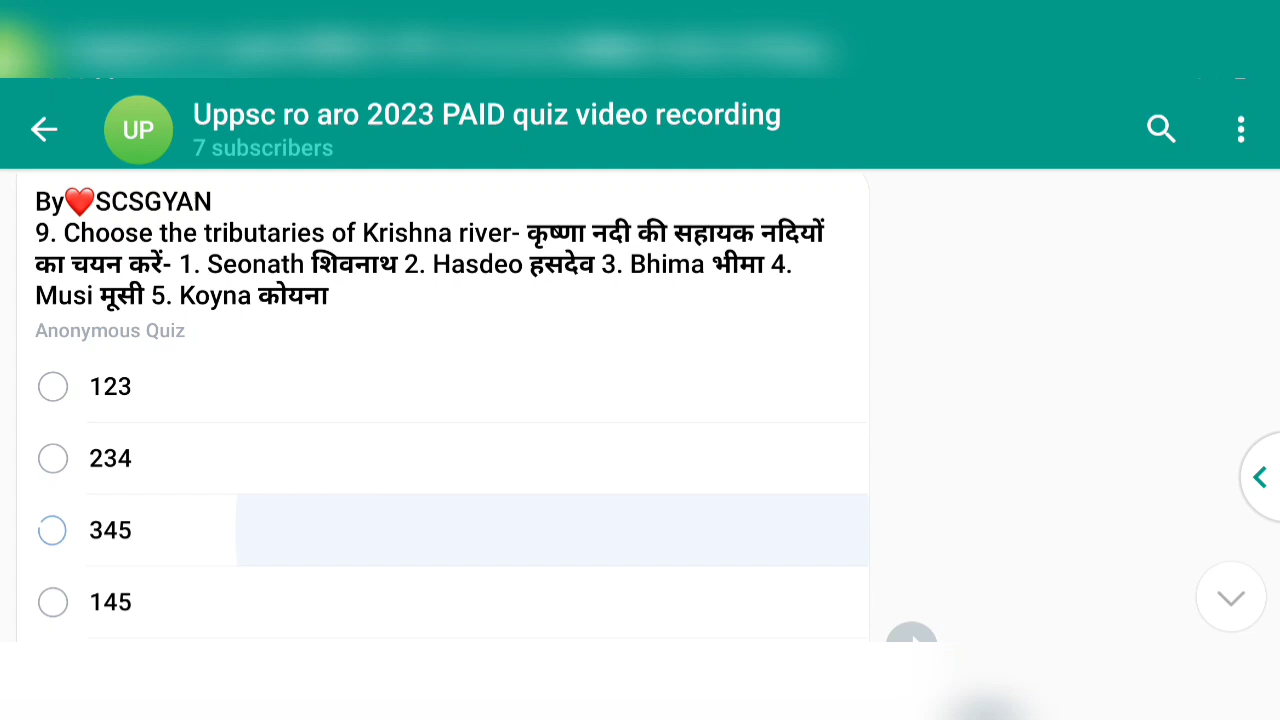 UP
Uppsc ro aro 2023 PAID quiz video recording
7 subscribers
By❤️SCSGYAN
9. Choose the tributaries of Krishna river- कृष्णा नदी की सहायक नदियों
का चयन करें- 1. Seonath शिवनाथ 2. Hasdeo हसदेव 3. Bhima भीमा 4.
Musi मूसी 5. Koyna कोयना
Anonymous Quiz
123
234
345
145